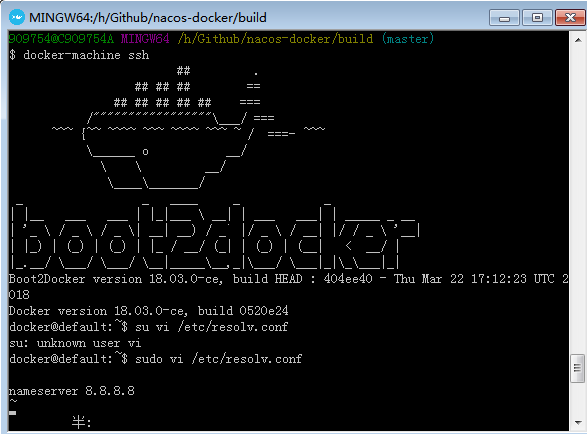 MINGW64:/h/Github/nacos-docker/build
909754@C909754A MINGW64 /h/Github/nacos-docker/build (master)
$ docker-machine ssh
boot2docker
Boot2Docker version 18.03.0-ce, build HEAD : 404ee40 - Thu Mar 22 17:12:23 UTC 2
018
Docker version 18.03.0-ce, build 0520e24
docker@default:~$ su vi /etc/resolv.conf
su: unknown user vi
docker@default:~$ sudo vi /etc/resolv.conf
nameserver 8.8.8.8
~
半: